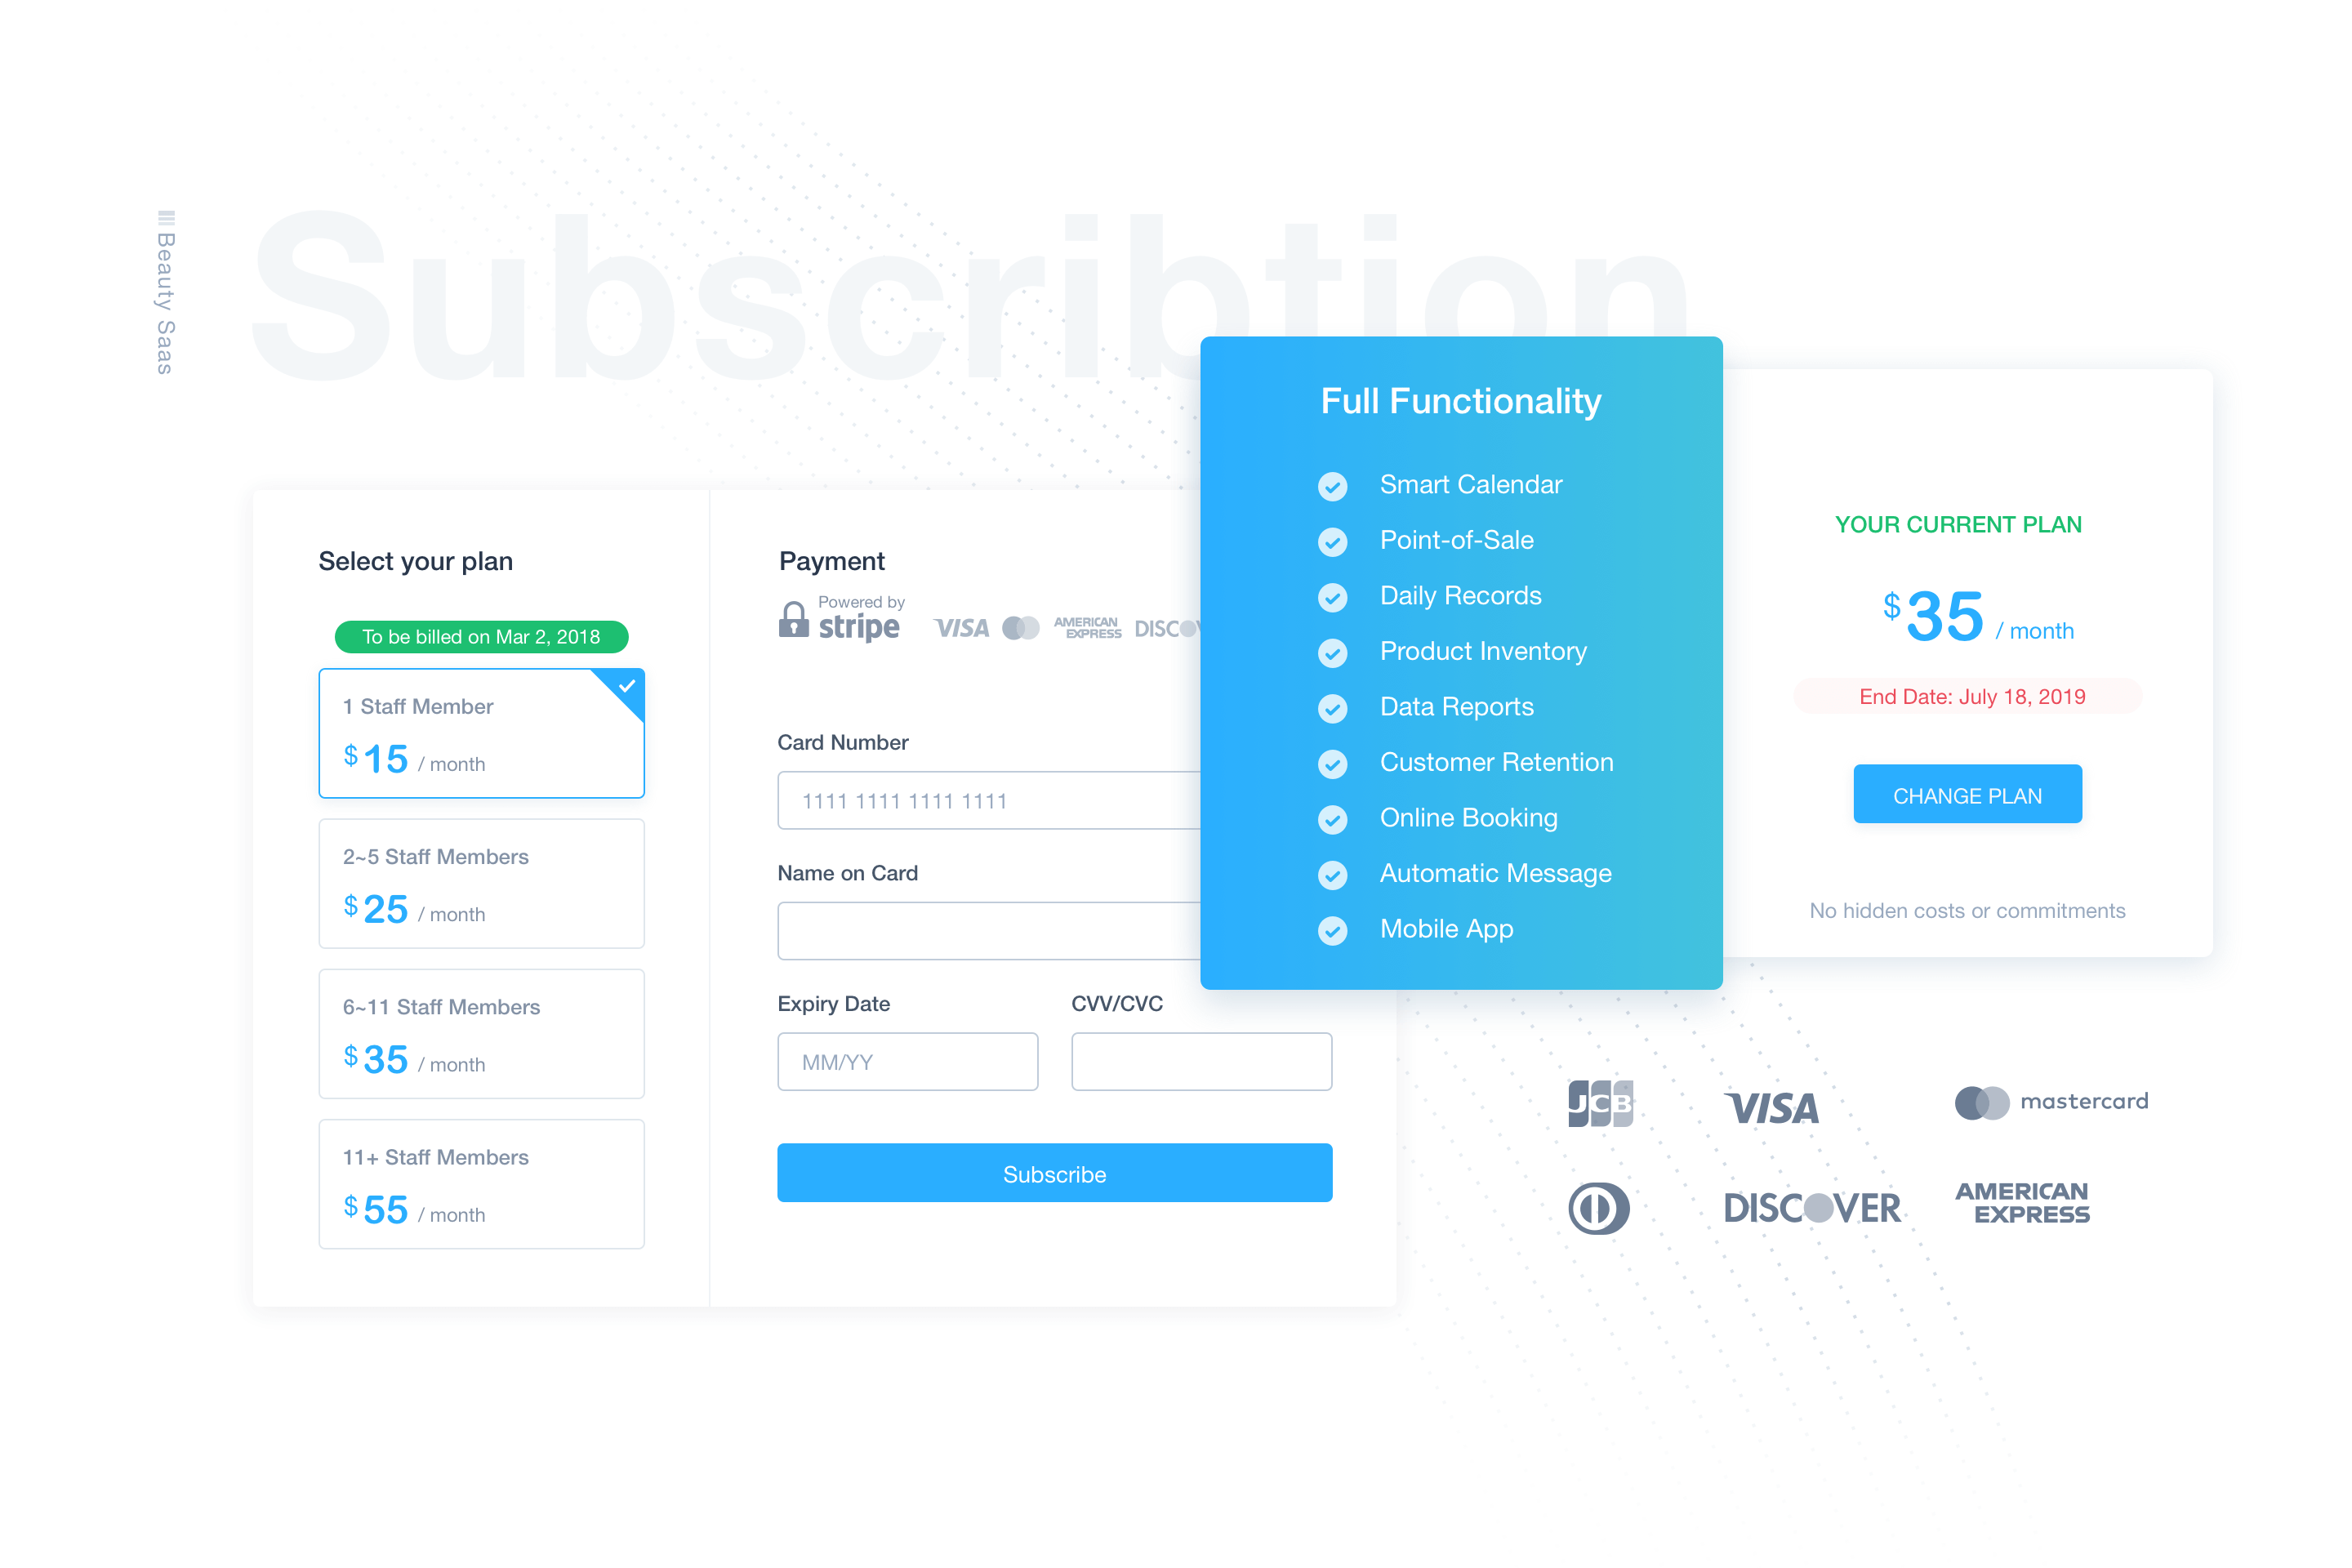 Beauty Saas
Subscribtion
Select your plan
To be billed on Mar 2, 2018
1 Staff Member
$ 15 / month
2~5 Staff Members
$ 25 / month
6~11 Staff Members
$ 35 / month
11+ Staff Members
$ 55 / month
Payment
Powered by
stripe
VISA
AMERICAN
EXPRESS
DISCOV
Card Number
1111 1111 1111 1111
Name on Card
Expiry Date
CVV/CVC
MM/YY
Subscribe
Full Functionality
Smart Calendar
Point-of-Sale
Daily Records
Product Inventory
Data Reports
Customer Retention
Online Booking
Automatic Message
Mobile App
YOUR CURRENT PLAN
$ 35 / month
End Date: July 18, 2019
CHANGE PLAN
No hidden costs or commitments
JCB
VISA
mastercard
DISCOVER
AMERICAN
EXPRESS